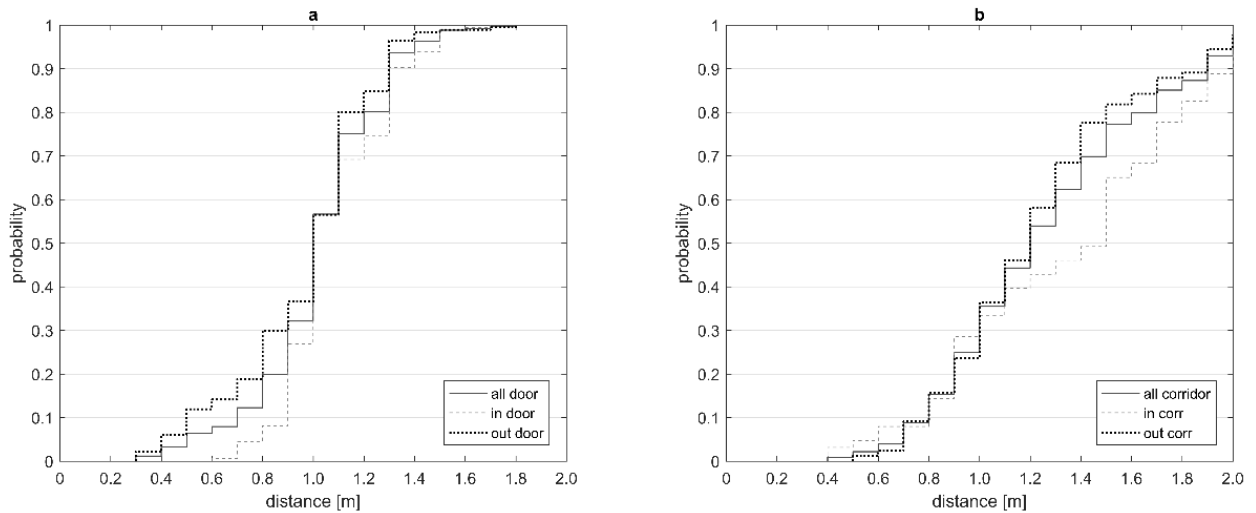 a
1
0.9
0.8
0.7
0.6
0.5
0.4
0.3
0.2
0.1
0
probability
0 0.2 0.4 0.6 0.8 1.0 1.2 1.4 1.6 1.8 2.0
distance [m]
all door
in door
out door
b
1
0.9
0.8
0.7
0.6
0.5
0.4
0.3
0.2
0.1
0
probability
0 0.2 0.4 0.6 0.8 1.0 1.2 1.4 1.6 1.8 2.0
distance [m]
all corridor
in corr
out corr